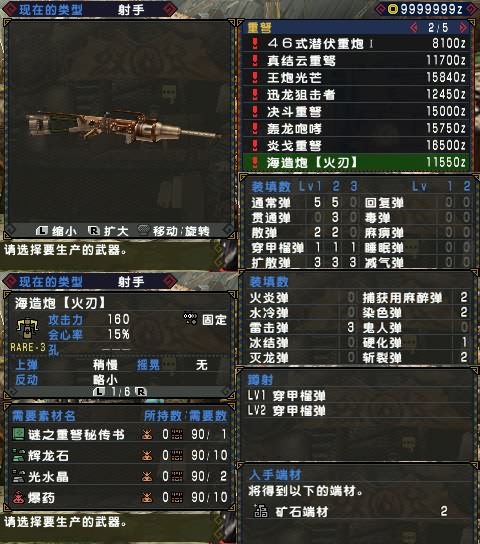 现在的类型 射手
缩小 扩大 移动/旋转
请选择要生产的武器。
9999999z
重弩 2/5
46式潜伏重炮Ⅰ 8100z
真结云重弩 11700z
王炮光芒 15840z
迅龙狙击者 12450z
决斗重弩 15000z
轰龙咆哮 15750z
炎戈重弩 16500z
海造炮【火刃】 11550z
装填数 Lv1 2 3 Lv 1 2
通常弹 5 5 0 回复弹 0 0
贯通弹 0 3 0 毒弹 0 0
散弹 2 2 0 麻痹弹 0 0
穿甲榴弹 1 1 1 睡眠弹 0 0
扩散弹 3 3 3 减气弹 0 0
现在的类型 射手
海造炮【火刃】
攻击力 160 固定
会心率 15%
RARE-3 孔 ---
上弹 稍慢 摇晃 无
反动 略小
L 1/6 R
需要素材名 所持数 需要数
谜之重弩秘传书 0 90/ 1
辉龙石 0 90/10
光水晶 0 90/ 2
爆药 0 90/10
请选择要生产的武器。
装填数
火炎弹 0 捕获用麻醉弹 2
水冷弹 0 染色弹 2
雷击弹 3 鬼人弹 0
冰结弹 0 硬化弹 1
灭龙弹 0 斩裂弹 2
蹲射
LV1 穿甲榴弹
LV2 穿甲榴弹
入手端材
将得到以下的端材。
矿石端材 2